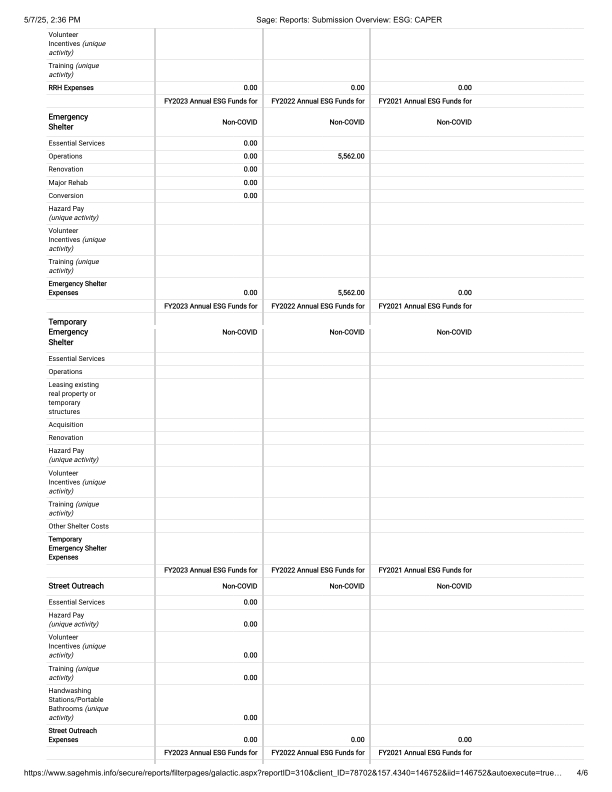 5/7/25, 2:36 PM Sage: Reports: Submission Overview: ESG: CAPER
Volunteer
Incentives (unique
activity)
Training (unique
activity)
RRH Expenses 0.00 0.00 0.00
FY2023 Annual ESG Funds for FY2022 Annual ESG Funds for FY2021 Annual ESG Funds for
Emergency
Shelter Non-COVID Non-COVID Non-COVID
Essential Services 0.00
Operations 0.00 5,562.00
Renovation 0.00
Major Rehab 0.00
Conversion 0.00
Hazard Pay
(unique activity)
Volunteer
Incentives (unique
activity)
Training (unique
activity)
Emergency Shelter
Expenses 0.00 5,562.00 0.00
FY2023 Annual ESG Funds for FY2022 Annual ESG Funds for FY2021 Annual ESG Funds for
Temporary
Emergency Non-COVID Non-COVID Non-COVID
Shelter
Essential Services
Operations
Leasing existing
real property or
temporary
structures
Acquisition
Renovation
Hazard Pay
(unique activity)
Volunteer
Incentives (unique
activity)
Training (unique
activity)
Other Shelter Costs
Temporary
Emergency Shelter
Expenses
FY2023 Annual ESG Funds for FY2022 Annual ESG Funds for FY2021 Annual ESG Funds for
Street Outreach Non-COVID Non-COVID Non-COVID
Essential Services 0.00
Hazard Pay
(unique activity) 0.00
Volunteer
Incentives (unique
activity) 0.00
Training (unique
activity) 0.00
Handwashing
Stations/Portable
Bathrooms (unique
activity) 0.00
Street Outreach
Expenses 0.00 0.00 0.00
FY2023 Annual ESG Funds for FY2022 Annual ESG Funds for FY2021 Annual ESG Funds for
https://www.sagehmis.info/secure/reports/filterpages/galactic.aspx?reportID=310&client_ID=78702&157.4340=146752&iid=146752&autoexecute=true… 4/6